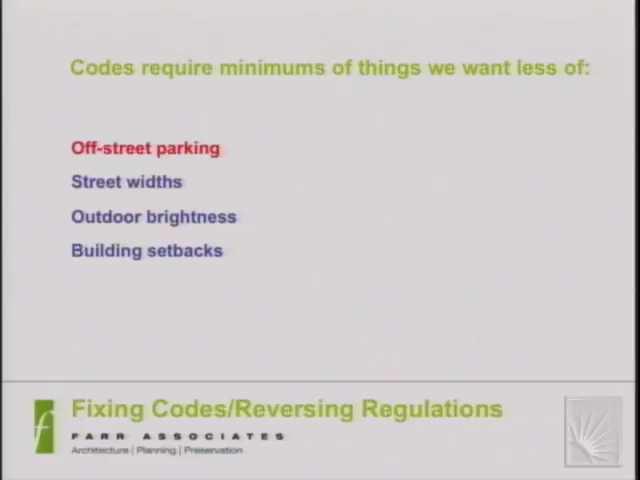 Codes require minimums of things we want less of:
Off-street parking
Street widths
Outdoor brightness
Building setbacks
Fixing Codes/Reversing Regulations
f
FARR ASSOCIATES
Architecture | Planning | Preservation